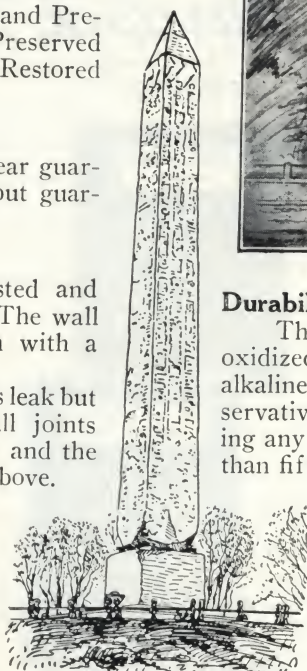 and Pre-
Preserved
Restored
ear guar-
out guar-
sted and
The wall
n with a
s leak but
ll joints
and the
bove.
Durabil
Th
oxidized
alkaline
servativ
ing any
than fif